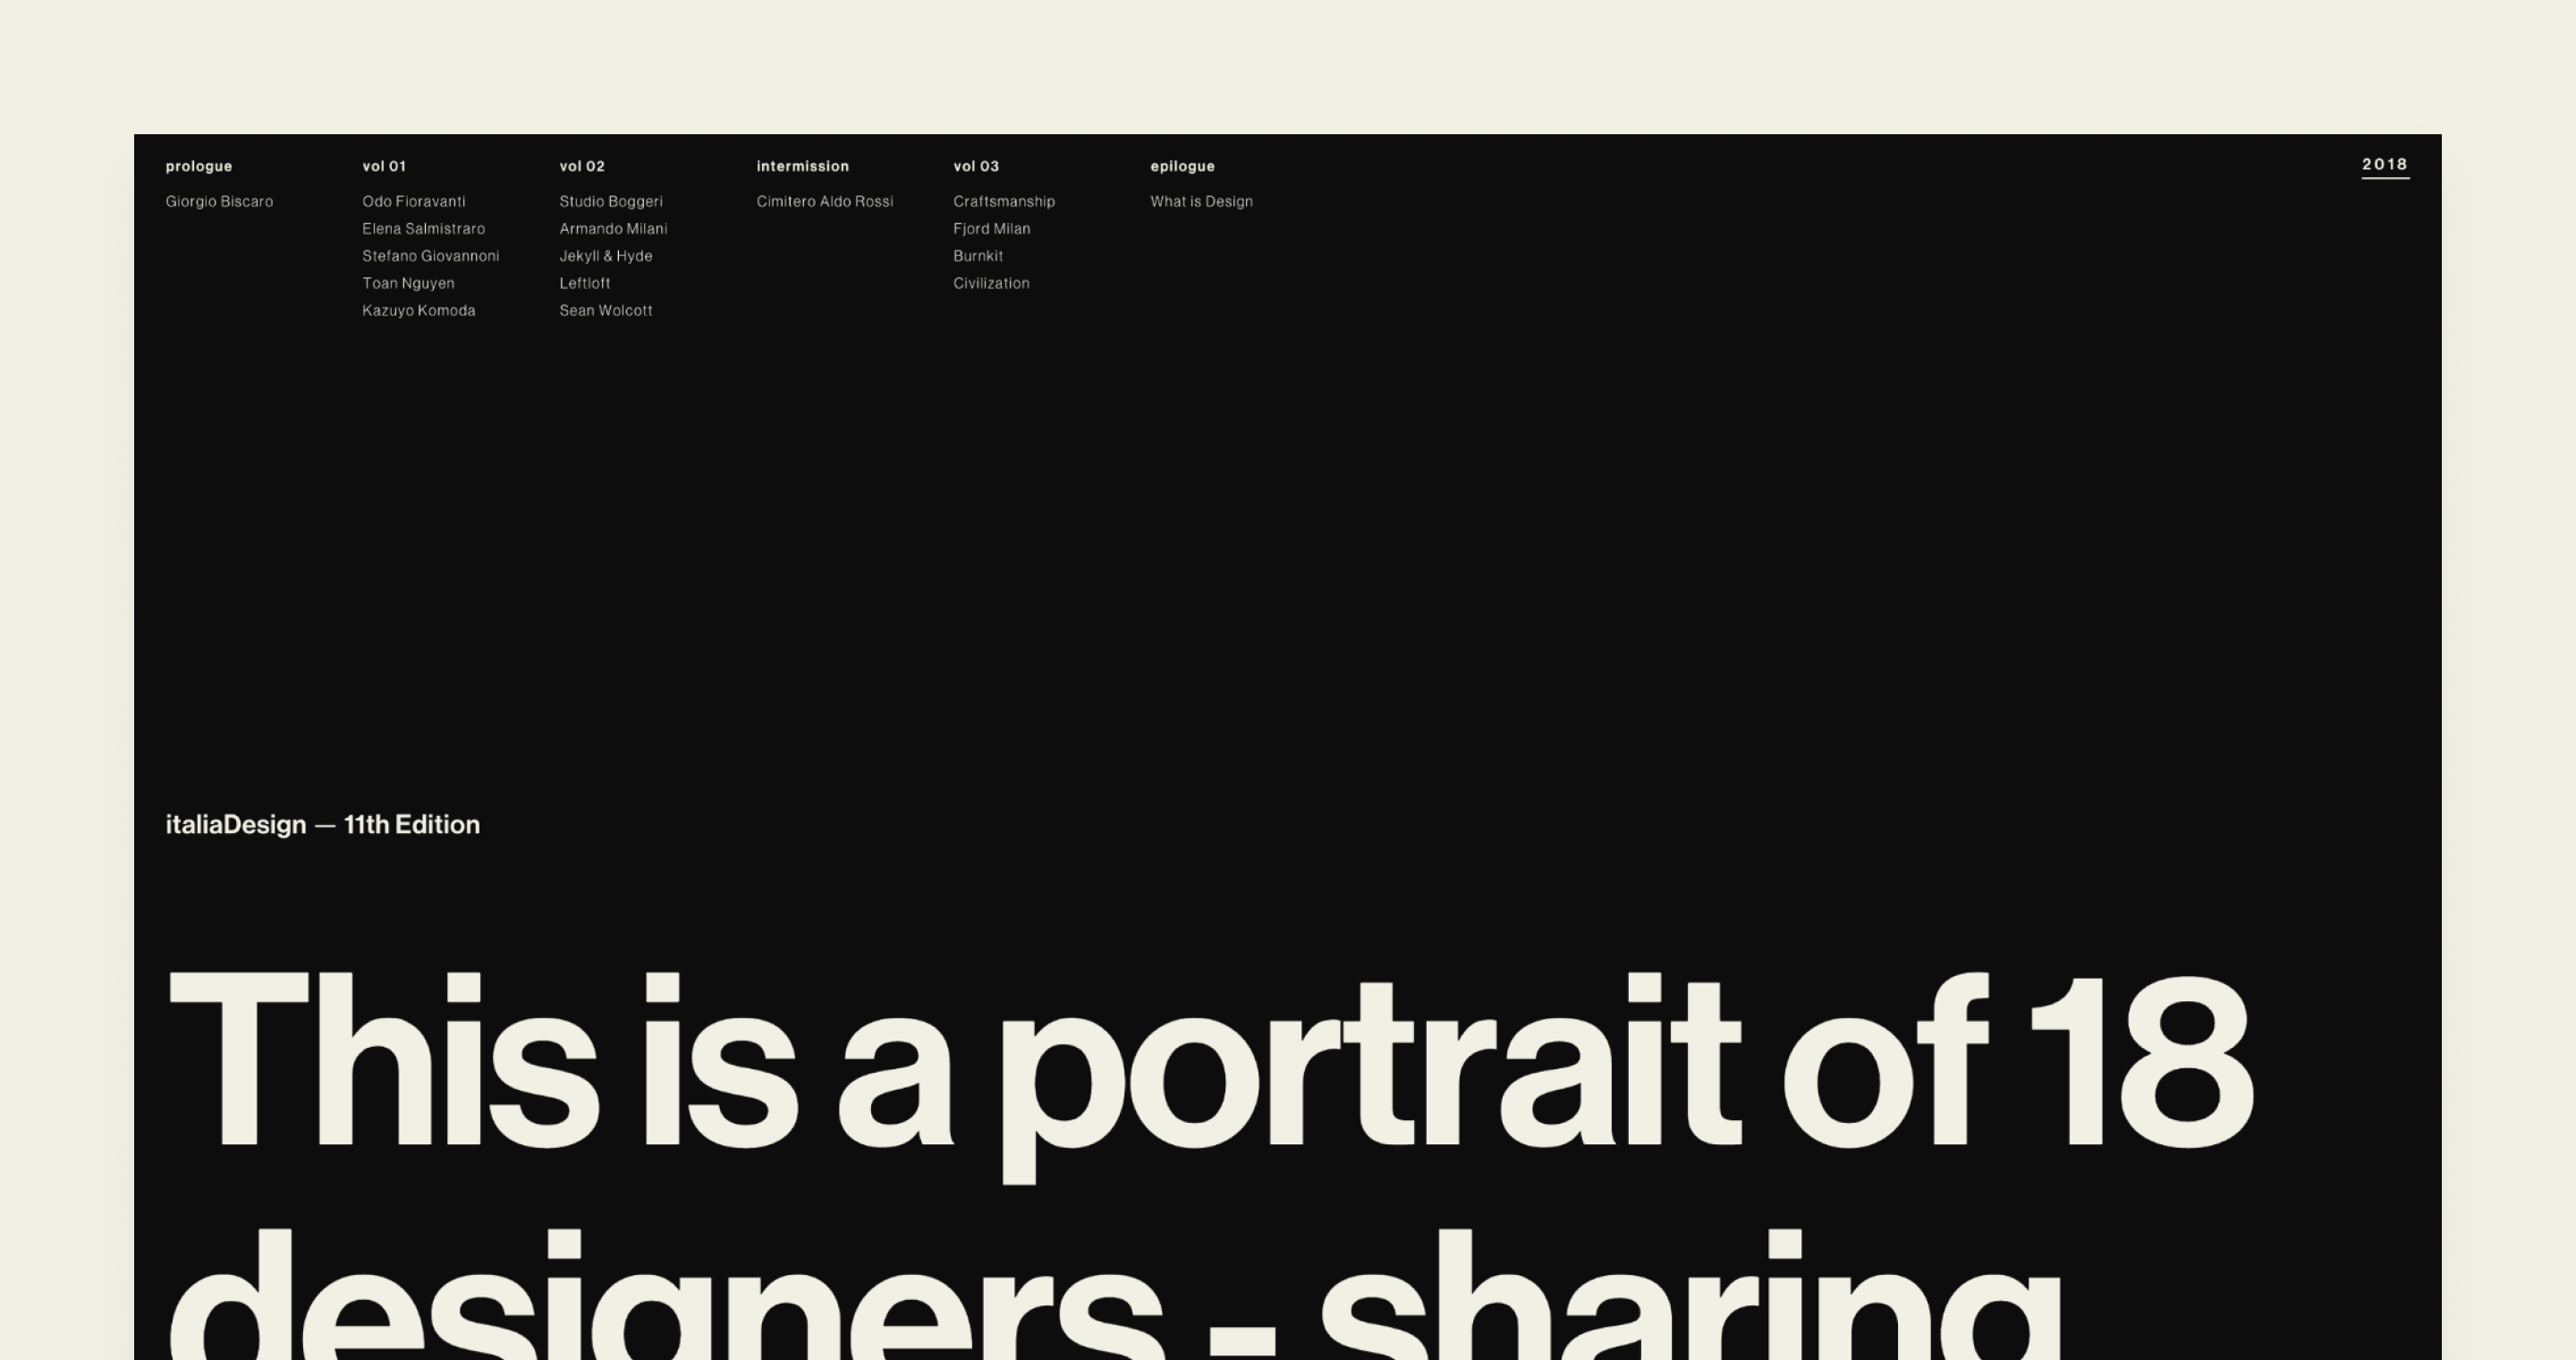 prologue
Giorgio Biscaro
vol 01
Odo Fioravanti
Elena Salmistraro
Stefano Giovannoni
Toan Nguyen
Kazuyo Komoda
vol 02
Studio Boggeri
Armando Milani
Jekyll & Hyde
Leftloft
Sean Wolcott
intermission
Cimitero Aldo Rossi
vol 03
Craftsmanship
Fjord Milan
Burnkit
Civilization
epilogue
What is Design
2018
italiaDesign — 11th Edition
This is a portrait of 18
designers - sharing